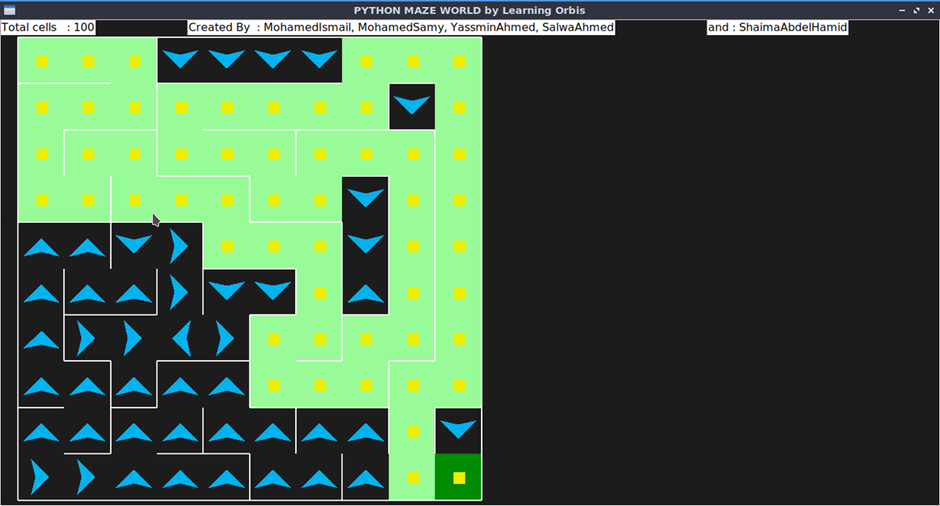 PYTHON MAZE WORLD by Learning Orbis
Total cells : 100 Created By : MohamedIsmail, MohamedSamy, YassminAhmed, SalwaAhmed and : ShaimaAbdelHamid